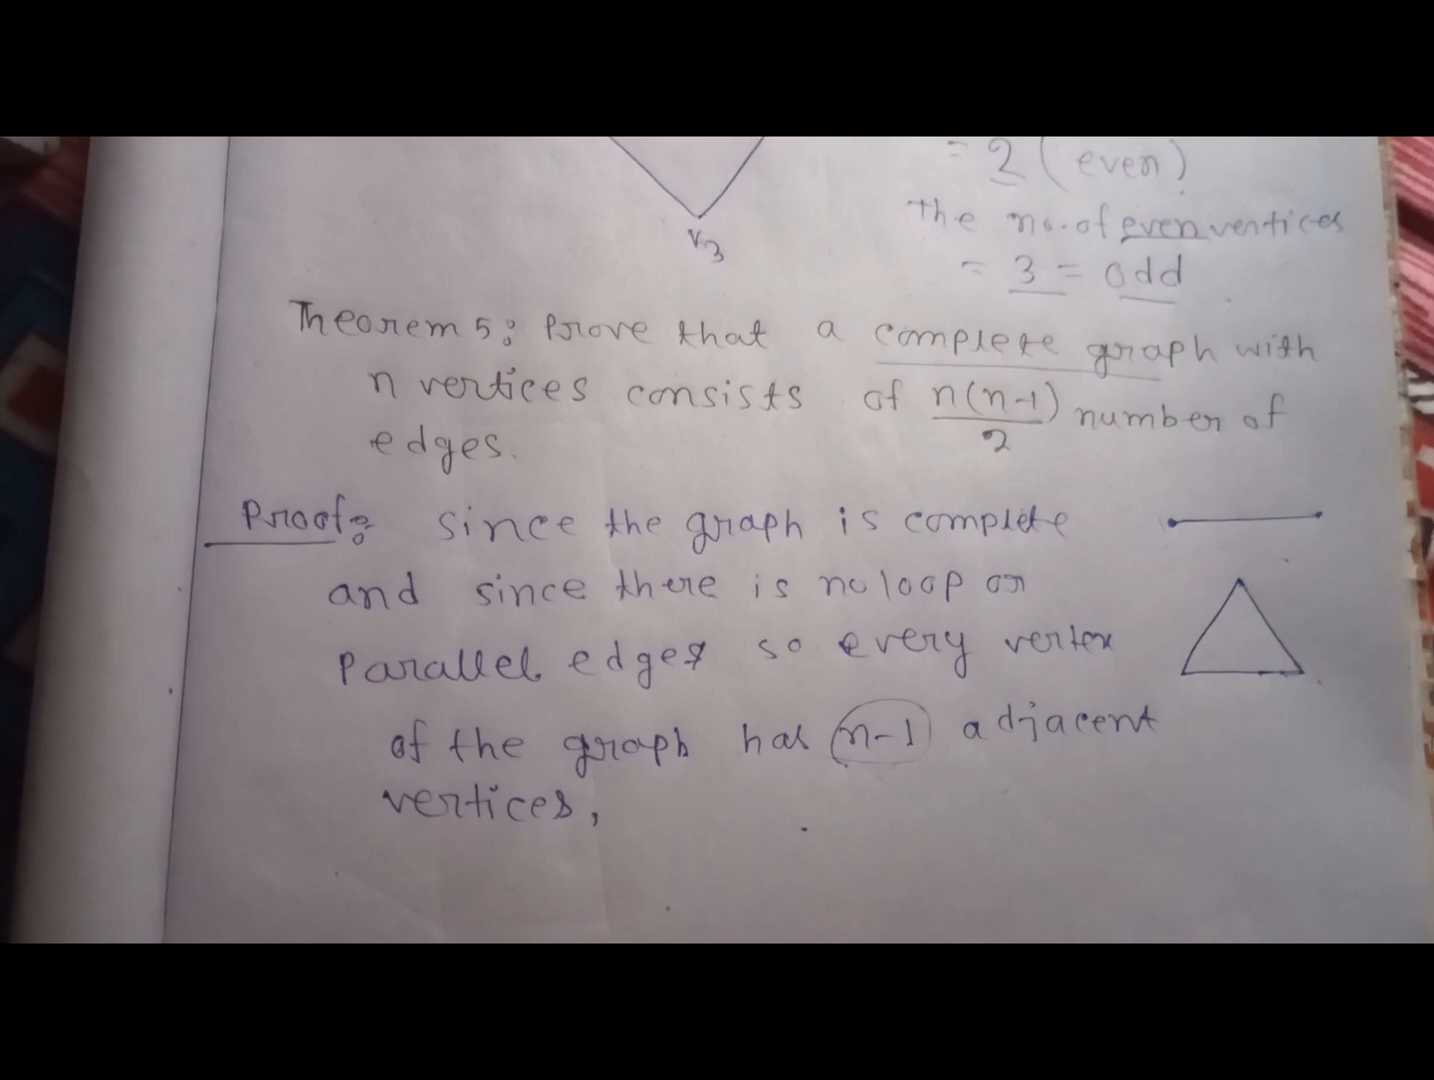 = 2 (even)
the no. of even vertices
= 3 = odd
v3
Theorem 5: Prove that a complete graph with
n vertices consists of n(n-1)/2 number of
edges.
Proof: since the graph is complete
and since there is no loop or
parallel edges so every vertex
of the graph has n-1 adjacent
vertices,